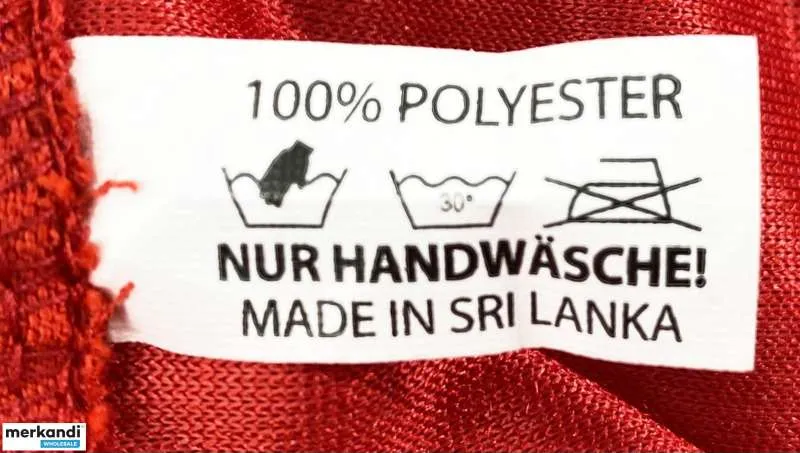 100% POLYESTER
30°
NUR HANDWÄSCHE!
MADE IN SRI LANKA
merkandi
WHOLESALE